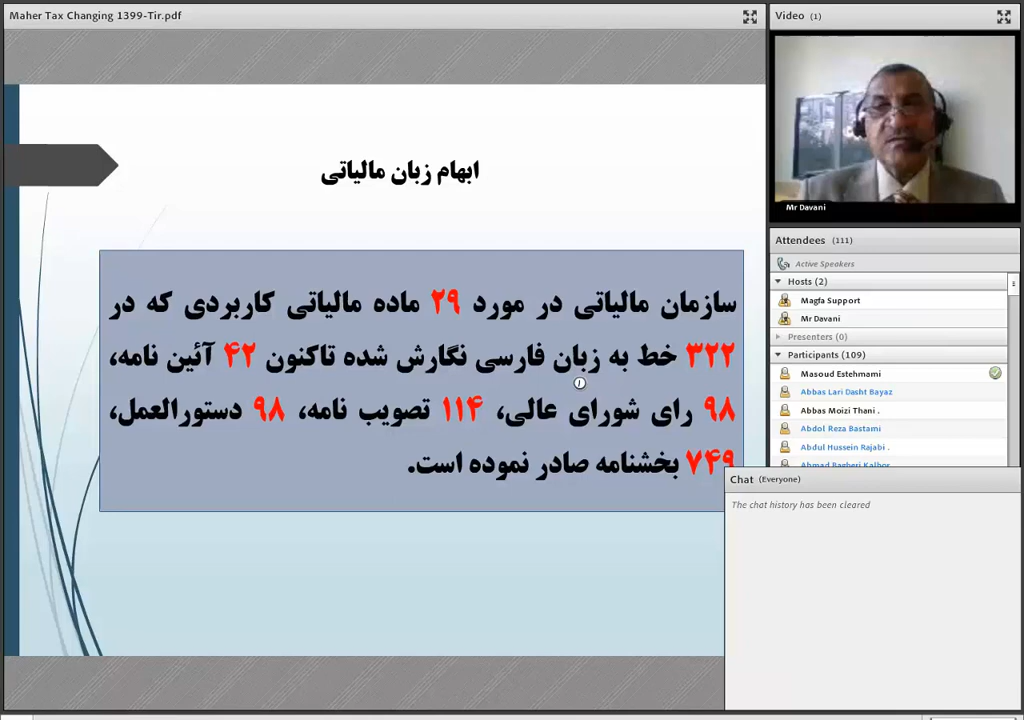 Maher Tax Changing 1399-Tir.pdf
ابهام زبان مالیاتی
سازمان مالیاتی در مورد ۲۹ ماده مالیاتی کاربردی که در
۳۲۲ خط به زبان فارسی نگارش شده تاکنون ۴۲ آئین نامه،
۹۸ رای شورای عالی، ۱۱۴ تصویب نامه، ۹۸ دستورالعمل،
۷۴۹ بخشنامه صادر نموده است.
Video (1)
Mr Davani
Attendees (111)
Active Speakers
Hosts (2)
Magfa Support
Mr Davani
Presenters (0)
Participants (109)
Masoud Estehmami
Abbas Lari Dasht Bayaz
Abbas Moizi Thani .
Abdol Reza Bastami
Abdul Hussein Rajabi .
Ahmad Bagheri Kalhor
Chat (Everyone)
The chat history has been cleared